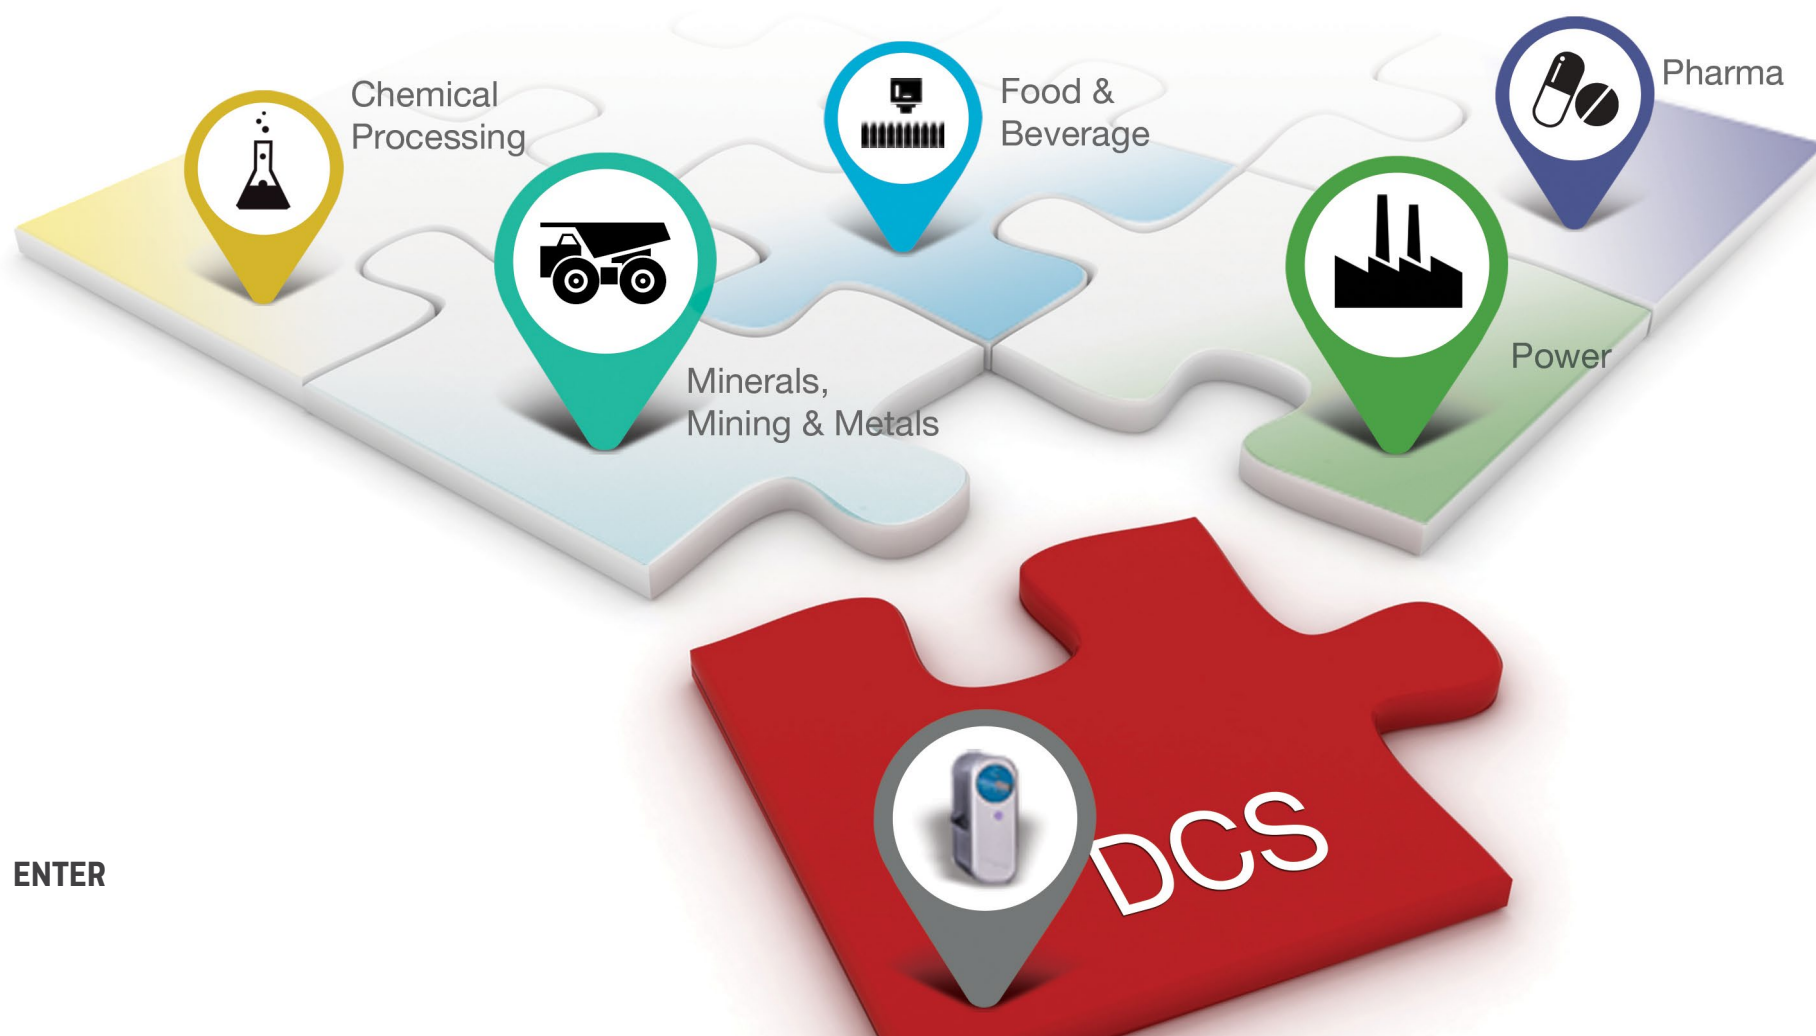 Chemical
Processing
Food &
Beverage
Pharma
Minerals,
Mining & Metals
Power
DCS
ENTER